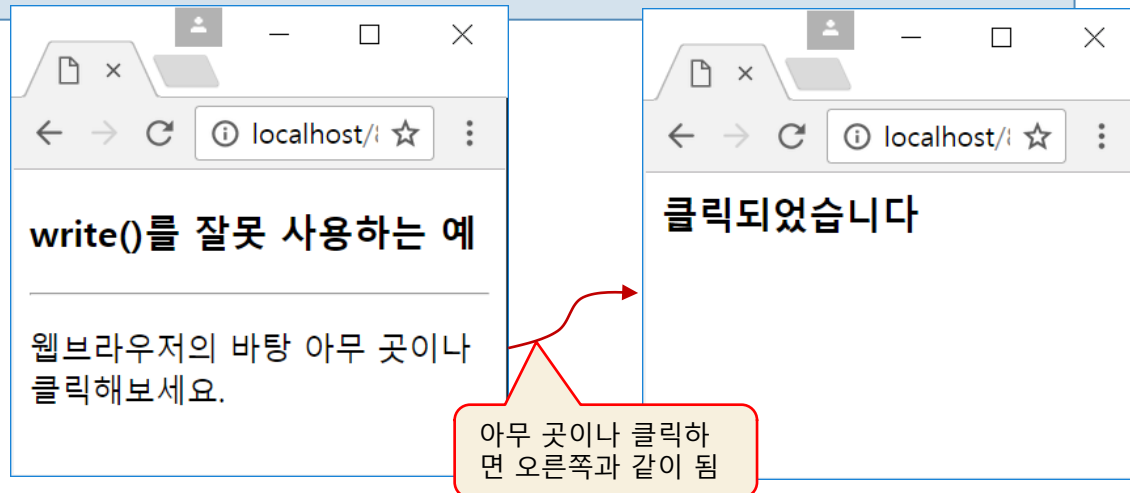 localhost/8
write()를 잘못 사용하는 예
웹브라우저의 바탕 아무 곳이나
클릭해보세요.
아무 곳이나 클릭하
면 오른쪽과 같이 됨
localhost/8
클릭되었습니다